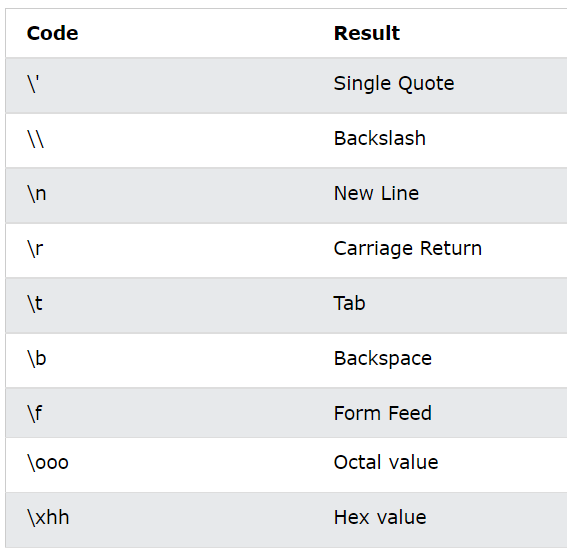 Code Result
\' Single Quote
\\ Backslash
\n New Line
\r Carriage Return
\t Tab
\b Backspace
\f Form Feed
\ooo Octal value
\xhh Hex value